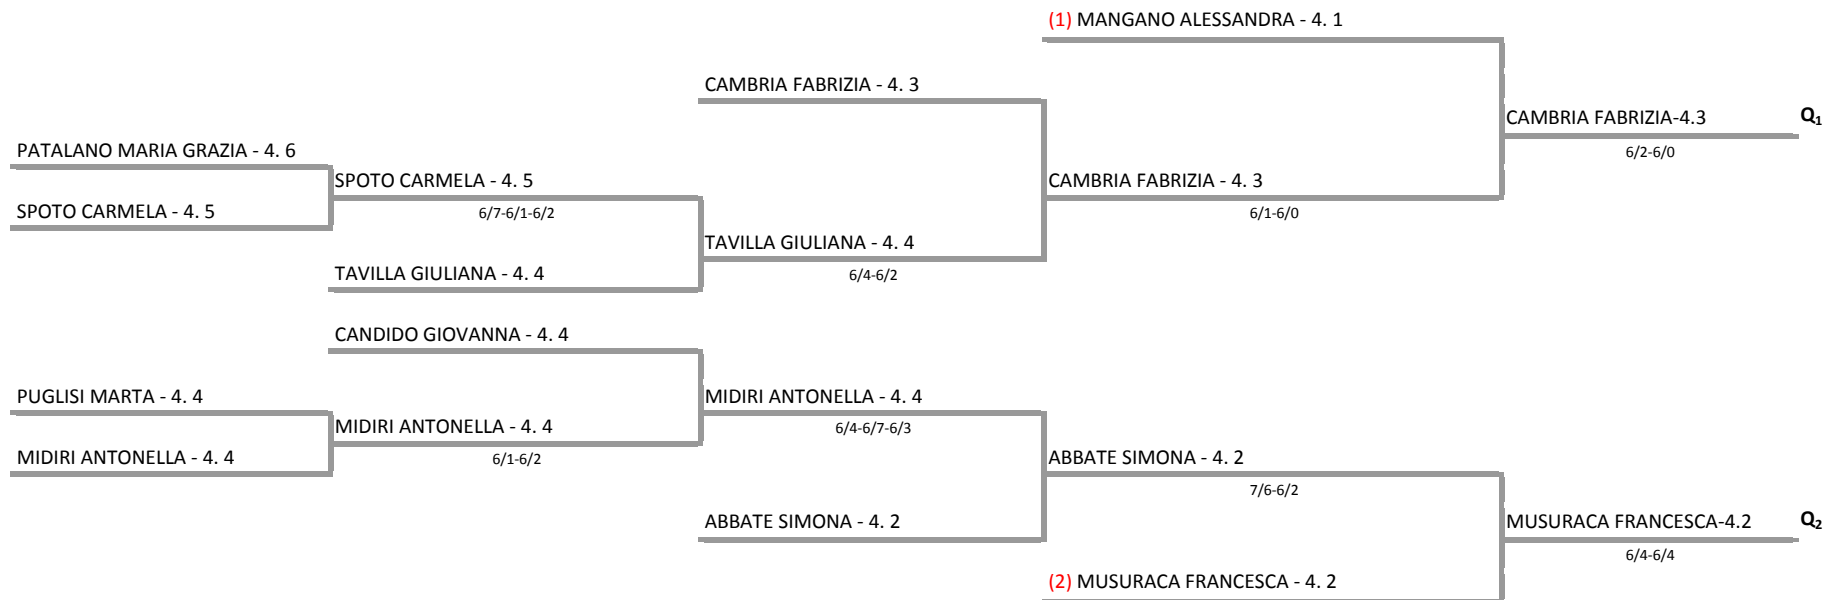 (1) MANGANO ALESSANDRA - 4. 1
CAMBRIA FABRIZIA - 4. 3
CAMBRIA FABRIZIA-4.3
Q1
6/2-6/0
PATALANO MARIA GRAZIA - 4. 6
SPOTO CARMELA - 4. 5
CAMBRIA FABRIZIA - 4. 3
SPOTO CARMELA - 4. 5
6/7-6/1-6/2
6/1-6/0
TAVILLA GIULIANA - 4. 4
TAVILLA GIULIANA - 4. 4
6/4-6/2
CANDIDO GIOVANNA - 4. 4
PUGLISI MARTA - 4. 4
MIDIRI ANTONELLA - 4. 4
MIDIRI ANTONELLA - 4. 4
6/4-6/7-6/3
MIDIRI ANTONELLA - 4. 4
6/1-6/2
ABBATE SIMONA - 4. 2
7/6-6/2
ABBATE SIMONA - 4. 2
MUSURACA FRANCESCA-4.2
Q2
6/4-6/4
(2) MUSURACA FRANCESCA - 4. 2